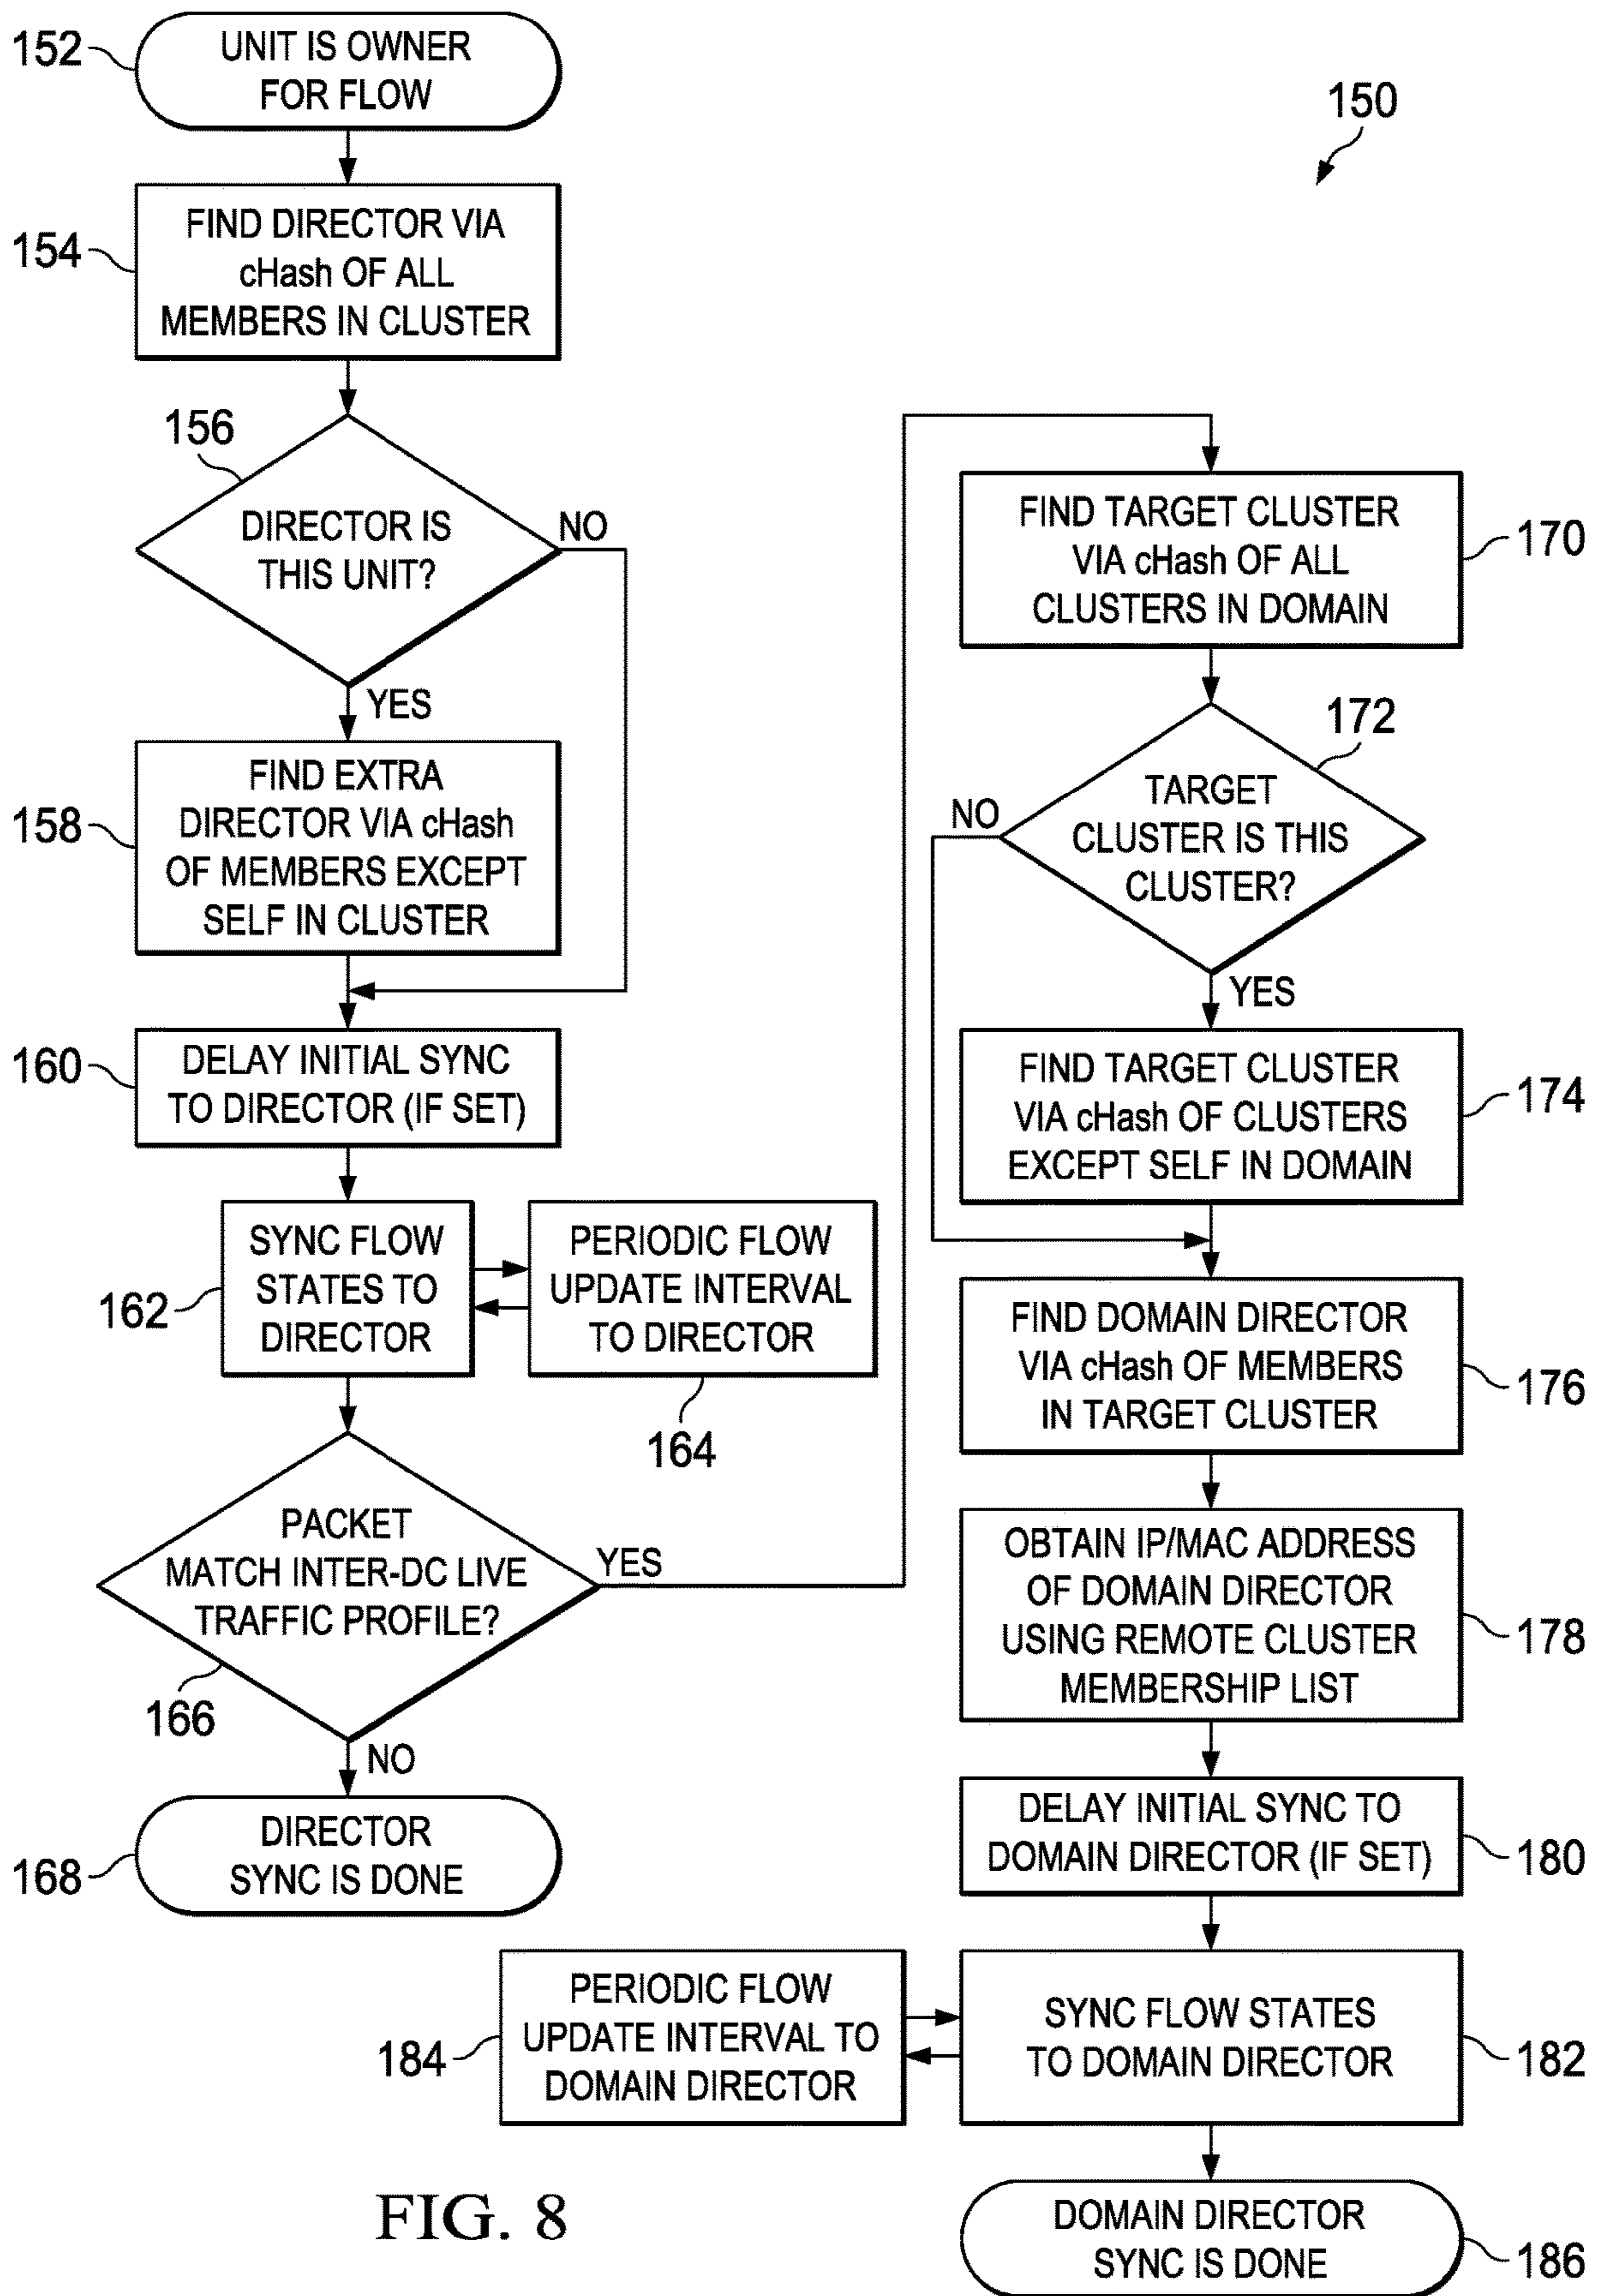 152
UNIT IS OWNER
FOR FLOW
150
154
FIND DIRECTOR VIA
cHash OF ALL
MEMBERS IN CLUSTER
156
DIRECTOR IS
THIS UNIT?
NO
YES
158
FIND EXTRA
DIRECTOR VIA cHash
OF MEMBERS EXCEPT
SELF IN CLUSTER
160
DELAY INITIAL SYNC
TO DIRECTOR (IF SET)
162
SYNC FLOW
STATES TO
DIRECTOR
PERIODIC FLOW
UPDATE INTERVAL
TO DIRECTOR
164
PACKET
MATCH INTER-DC LIVE
TRAFFIC PROFILE?
YES
166
NO
168
DIRECTOR
SYNC IS DONE
FIND TARGET CLUSTER
VIA cHash OF ALL
CLUSTERS IN DOMAIN
170
172
TARGET
CLUSTER IS THIS
CLUSTER?
NO
YES
FIND TARGET CLUSTER
VIA cHash OF CLUSTERS
EXCEPT SELF IN DOMAIN
174
FIND DOMAIN DIRECTOR
VIA cHash OF MEMBERS
IN TARGET CLUSTER
176
OBTAIN IP/MAC ADDRESS
OF DOMAIN DIRECTOR
USING REMOTE CLUSTER
MEMBERSHIP LIST
178
DELAY INITIAL SYNC TO
DOMAIN DIRECTOR (IF SET)
180
184
PERIODIC FLOW
UPDATE INTERVAL TO
DOMAIN DIRECTOR
SYNC FLOW STATES
TO DOMAIN DIRECTOR
182
DOMAIN DIRECTOR
SYNC IS DONE
186
FIG. 8